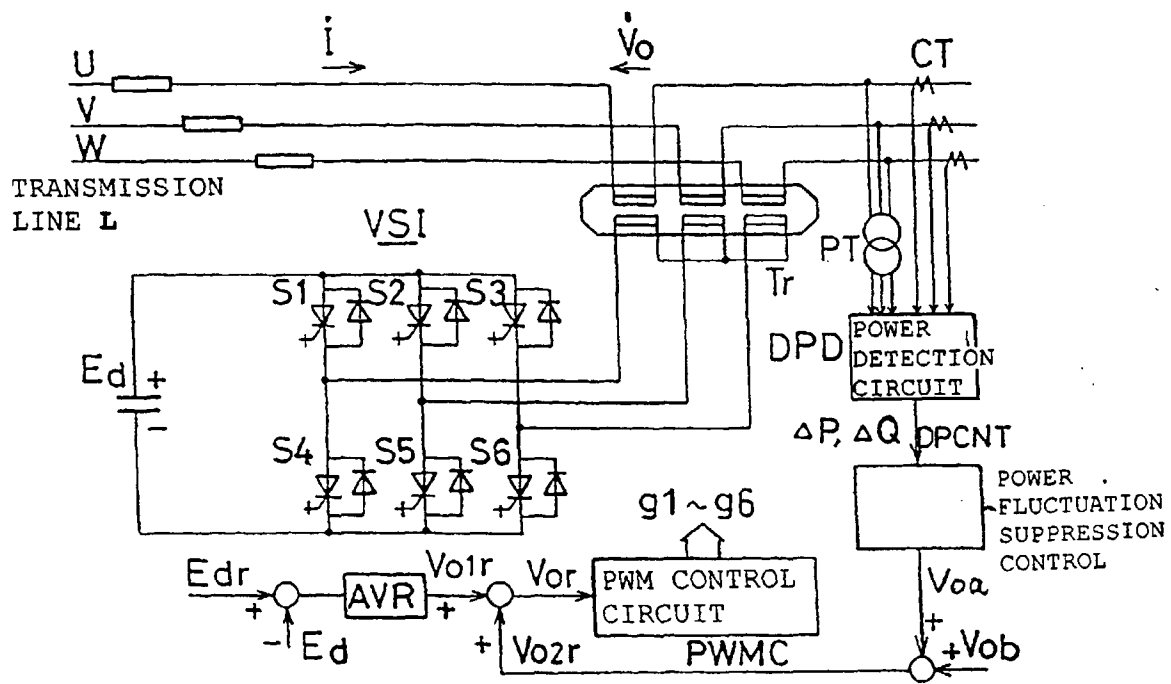 U
i
Vo
CT
V
W
TRANSMISSION
LINE L
VSI
PT
Tr
S1
S2
S3
DPD
POWER
DETECTION
CIRCUIT
Ed
+
-
ΔP, ΔQ
DPCNT
S4
S5
S6
POWER
FLUCTUATION
SUPPRESSION
CONTROL
g1~g6
Edr
+
AVR
Vo1r
+
Vor
PWM CONTROL
CIRCUIT
Voa
+
- Ed
+
Vo2r
PWMC
+Vob